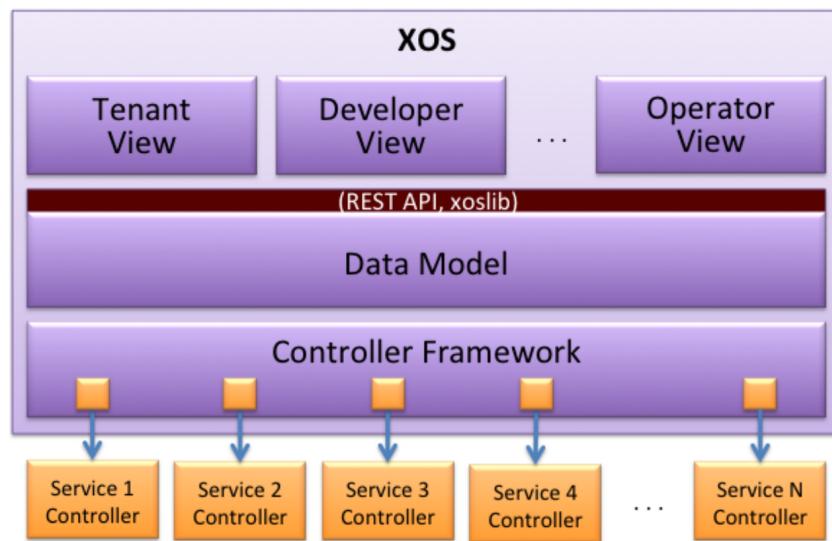 XOS
Tenant
View
Developer
View
. . .
Operator
View
(REST API, xoslib)
Data Model
Controller Framework
Service 1
Controller
Service 2
Controller
Service 3
Controller
Service 4
Controller
. . .
Service N
Controller